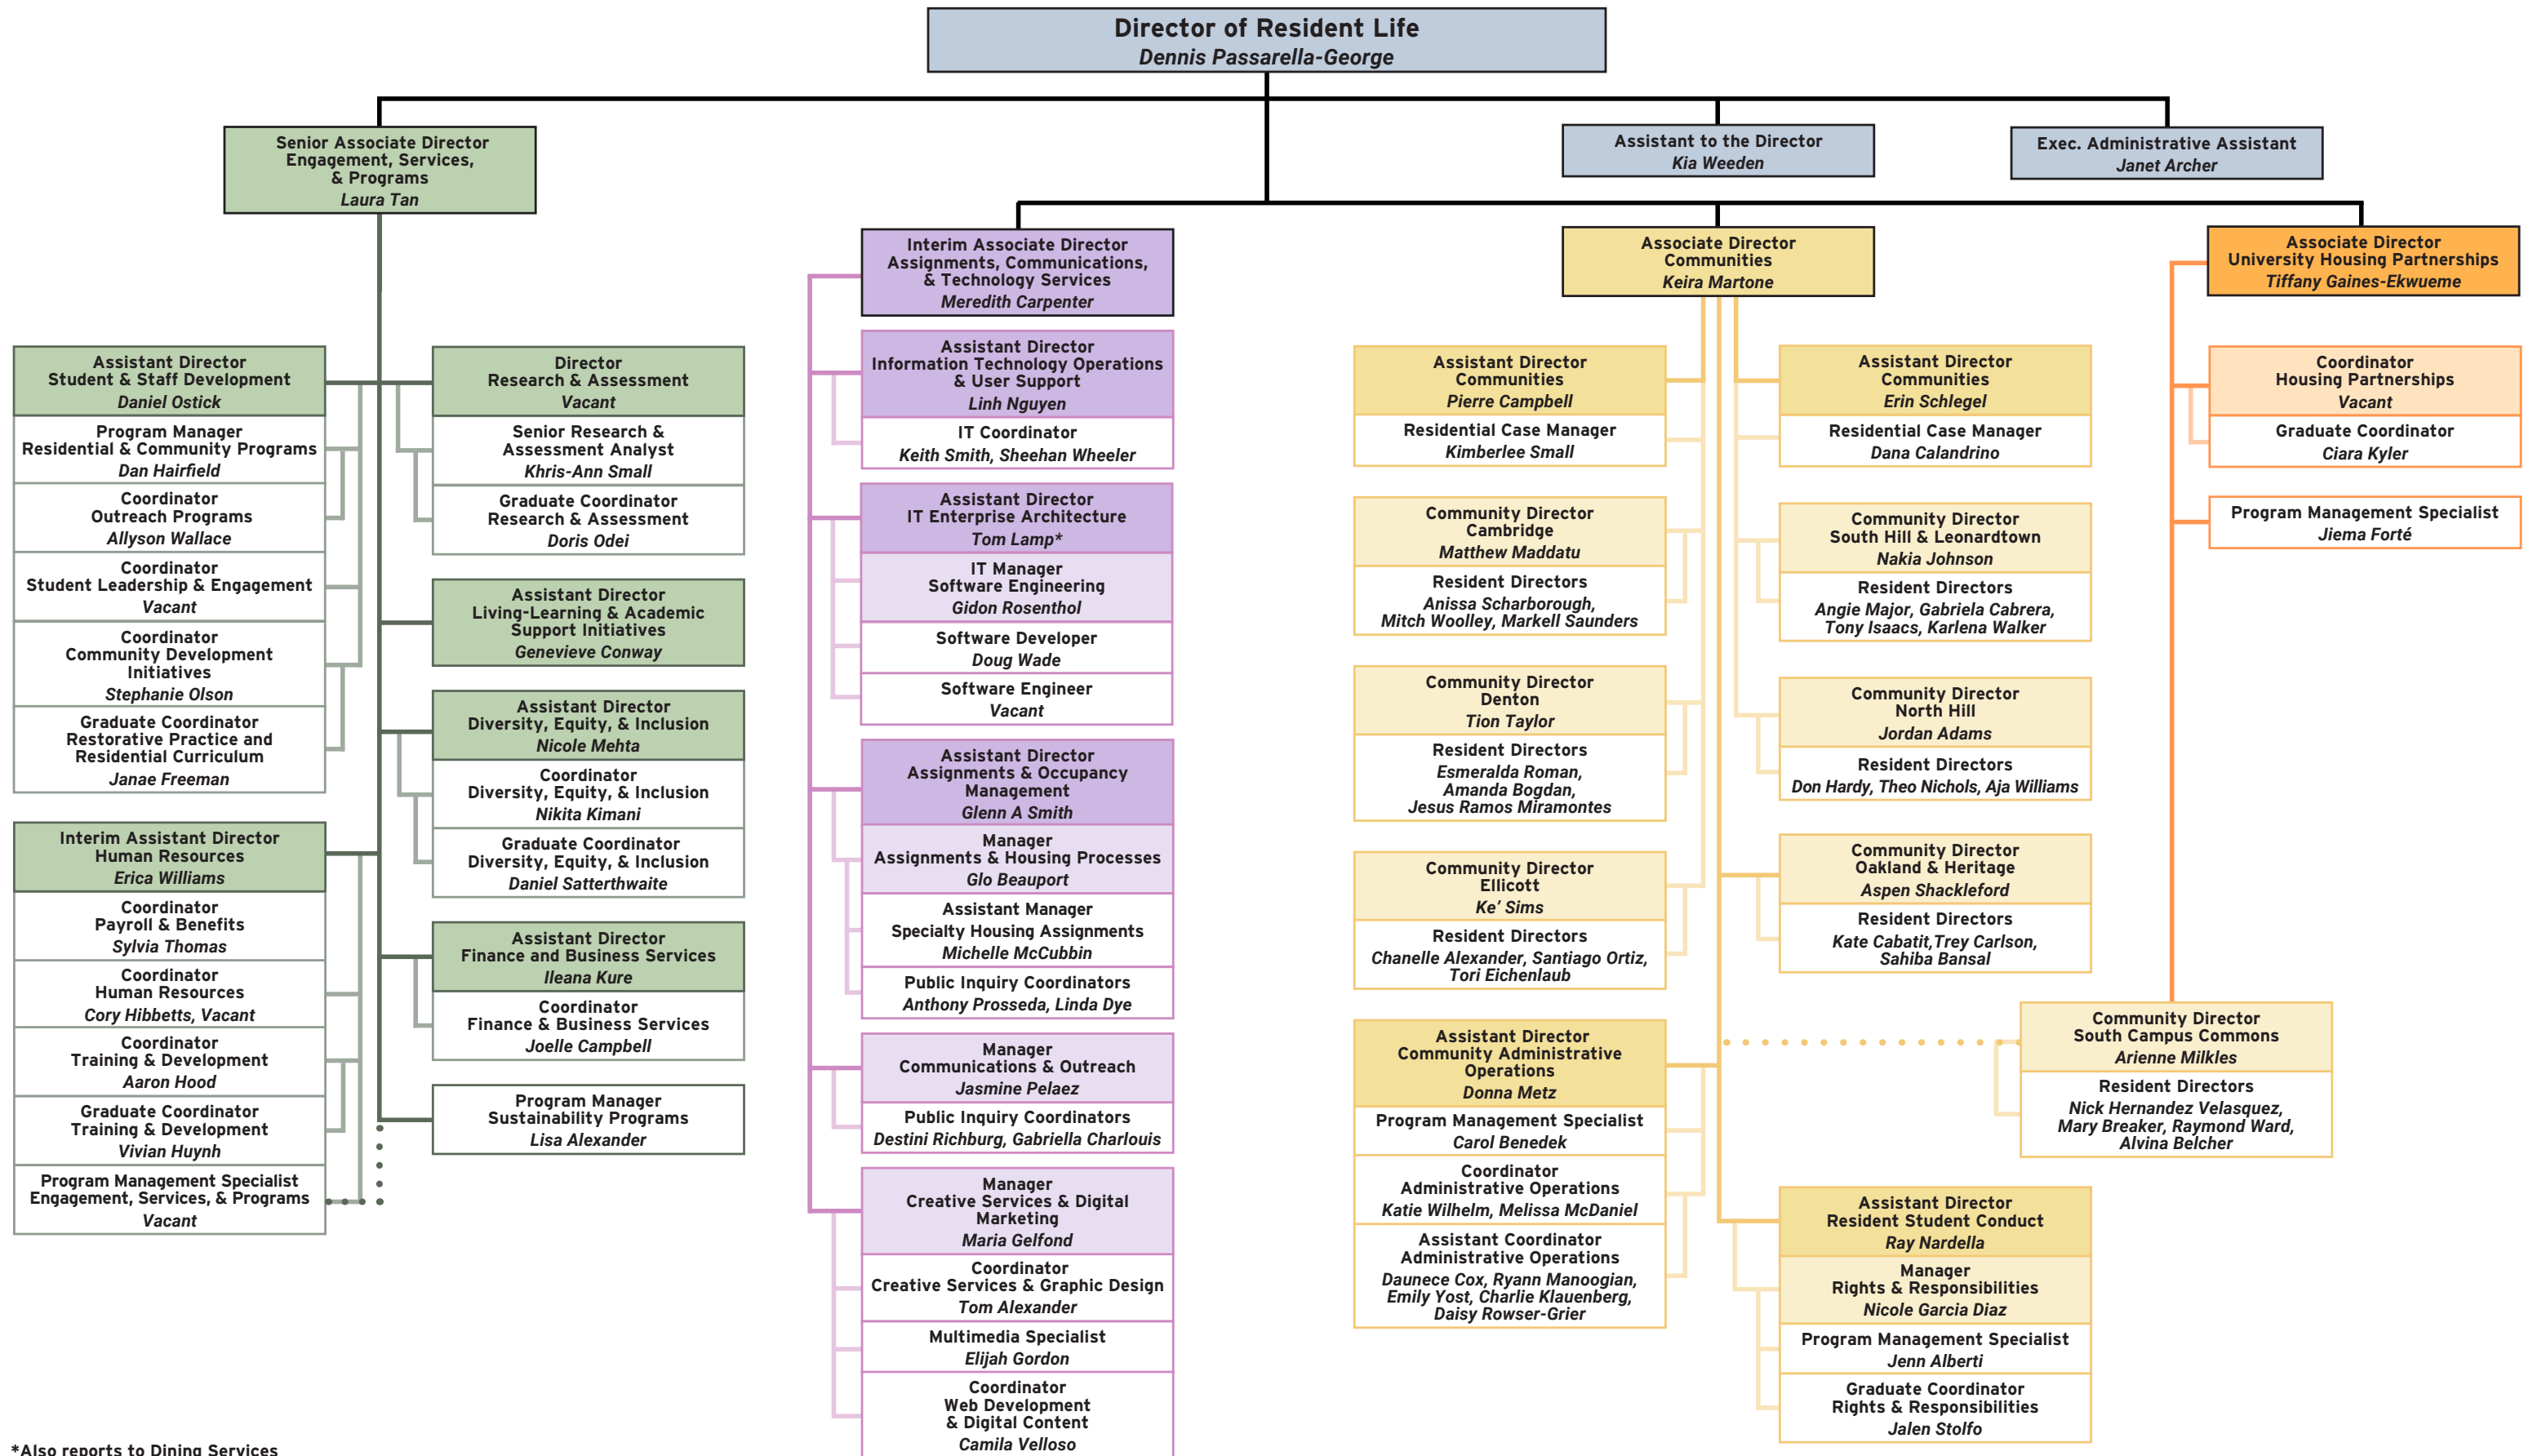 Director of Resident Life
Dennis Passarella-George
Senior Associate Director
Engagement, Services,
& Programs
Laura Tan
Assistant to the Director
Kia Weeden
Exec. Administrative Assistant
Janet Archer
Assistant Director
Student & Staff Development
Daniel Ostick
Program Manager
Residential & Community Programs
Dan Hairfield
Coordinator
Outreach Programs
Allyson Wallace
Coordinator
Student Leadership & Engagement
Vacant
Coordinator
Community Development
Initiatives
Stephanie Olson
Graduate Coordinator
Restorative Practice and
Residential Curriculum
Janae Freeman
Interim Assistant Director
Human Resources
Erica Williams
Coordinator
Payroll & Benefits
Sylvia Thomas
Coordinator
Human Resources
Cory Hibbetts, Vacant
Coordinator
Training & Development
Aaron Hood
Graduate Coordinator
Training & Development
Vivian Huynh
Program Management Specialist
Engagement, Services, & Programs
Vacant
Director
Research & Assessment
Vacant
Senior Research &
Assessment Analyst
Khris-Ann Small
Graduate Coordinator
Research & Assessment
Doris Odei
Assistant Director
Living-Learning & Academic
Support Initiatives
Genevieve Conway
Assistant Director
Diversity, Equity, & Inclusion
Nicole Mehta
Coordinator
Diversity, Equity, & Inclusion
Nikita Kimani
Graduate Coordinator
Diversity, Equity, & Inclusion
Daniel Satterthwaite
Assistant Director
Finance and Business Services
Ileana Kure
Coordinator
Finance & Business Services
Joelle Campbell
Program Manager
Sustainability Programs
Lisa Alexander
Interim Associate Director
Assignments, Communications,
& Technology Services
Meredith Carpenter
Assistant Director
Information Technology Operations
& User Support
Linh Nguyen
IT Coordinator
Keith Smith, Sheehan Wheeler
Assistant Director
IT Enterprise Architecture
Tom Lamp*
IT Manager
Software Engineering
Gidon Rosenthol
Software Developer
Doug Wade
Software Engineer
Vacant
Assistant Director
Assignments & Occupancy
Management
Glenn A Smith
Manager
Assignments & Housing Processes
Glo Beauport
Assistant Manager
Specialty Housing Assignments
Michelle McCubbin
Public Inquiry Coordinators
Anthony Prosseda, Linda Dye
Manager
Communications & Outreach
Jasmine Pelaez
Public Inquiry Coordinators
Destini Richburg, Gabriella Charlouis
Manager
Creative Services & Digital
Marketing
Maria Gelfond
Coordinator
Creative Services & Graphic Design
Tom Alexander
Multimedia Specialist
Elijah Gordon
Coordinator
Web Development
& Digital Content
Camila Velloso
Associate Director
Communities
Keira Martone
Assistant Director
Communities
Pierre Campbell
Residential Case Manager
Kimberlee Small
Community Director
Cambridge
Matthew Maddatu
Resident Directors
Anissa Scharborough,
Mitch Woolley, Markell Saunders
Community Director
Denton
Tion Taylor
Resident Directors
Esmeralda Roman,
Amanda Bogdan,
Jesus Ramos Miramontes
Community Director
Ellicott
Ke’ Sims
Resident Directors
Chanelle Alexander, Santiago Ortiz,
Tori Eichenlaub
Assistant Director
Community Administrative
Operations
Donna Metz
Program Management Specialist
Carol Benedek
Coordinator
Administrative Operations
Katie Wilhelm, Melissa McDaniel
Assistant Coordinator
Administrative Operations
Daunece Cox, Ryann Manoogian,
Emily Yost, Charlie Klauenberg,
Daisy Rowser-Grier
Assistant Director
Communities
Erin Schlegel
Residential Case Manager
Dana Calandrino
Community Director
South Hill & Leonardtown
Nakia Johnson
Resident Directors
Angie Major, Gabriela Cabrera,
Tony Isaacs, Karlena Walker
Community Director
North Hill
Jordan Adams
Resident Directors
Don Hardy, Theo Nichols, Aja Williams
Community Director
Oakland & Heritage
Aspen Shackleford
Resident Directors
Kate Cabatit,Trey Carlson,
Sahiba Bansal
Community Director
South Campus Commons
Arienne Milkles
Resident Directors
Nick Hernandez Velasquez,
Mary Breaker, Raymond Ward,
Alvina Belcher
Assistant Director
Resident Student Conduct
Ray Nardella
Manager
Rights & Responsibilities
Nicole Garcia Diaz
Program Management Specialist
Jenn Alberti
Graduate Coordinator
Rights & Responsibilities
Jalen Stolfo
Associate Director
University Housing Partnerships
Tiffany Gaines-Ekwueme
Coordinator
Housing Partnerships
Vacant
Graduate Coordinator
Ciara Kyler
Program Management Specialist
Jiema Forté
*Also reports to Dining Services